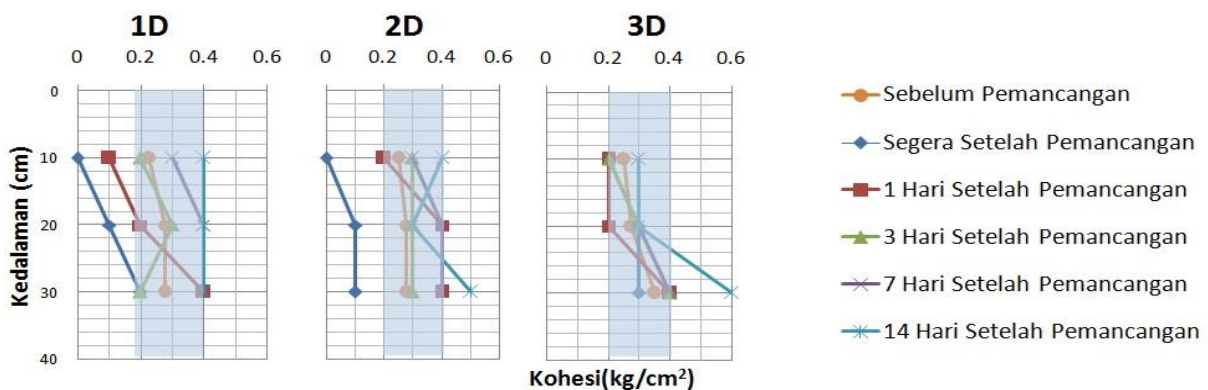 1D 2D 3D
0 0.2 0.4 0.6 0 0.2 0.4 0.6 0 0.2 0.4 0.6
0
10
20
30
40
Kedalaman (cm)
Kohesi(kg/cm²)
Sebelum Pemancangan
Segera Setelah Pemancangan
1 Hari Setelah Pemancangan
3 Hari Setelah Pemancangan
7 Hari Setelah Pemancangan
14 Hari Setelah Pemancangan